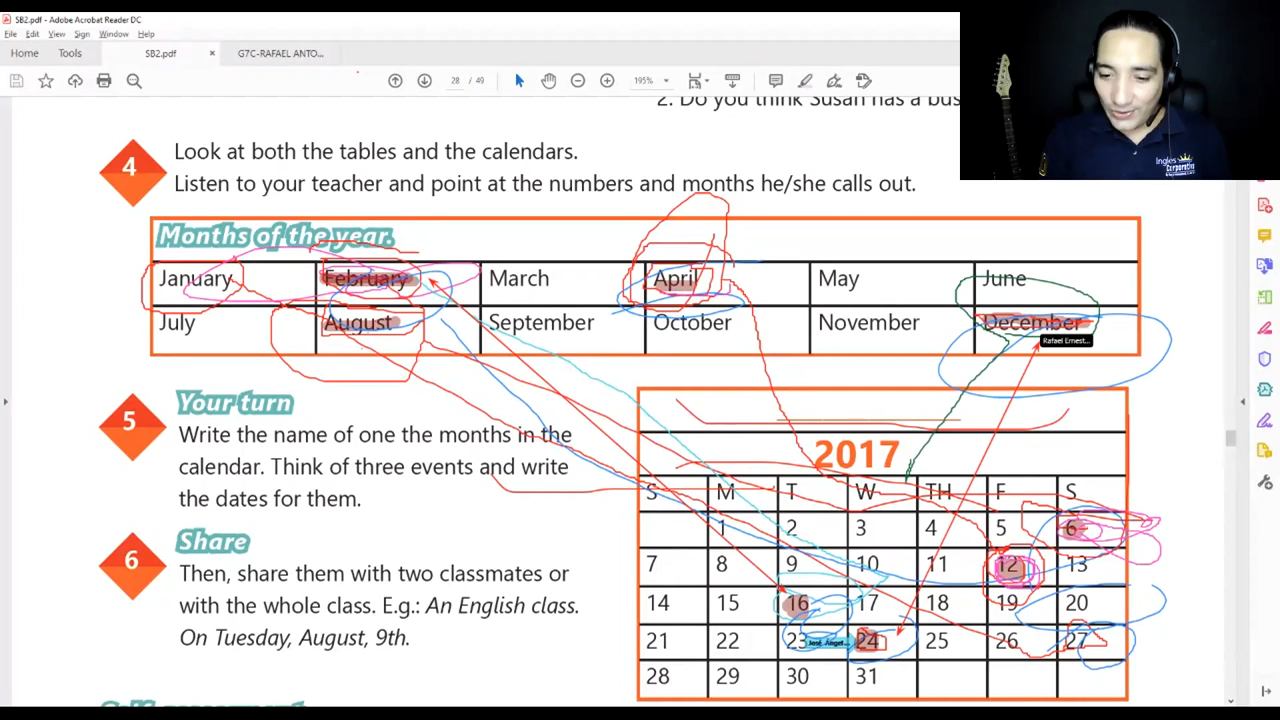 SB2.pdf - Adobe Acrobat Reader DC
File Edit View Sign Window Help
Home Tools SB2.pdf × G7C-RAFAEL ANTO...
28 / 49 195%
2. Do you think Susan has a bus
4 Look at both the tables and the calendars.
Listen to your teacher and point at the numbers and months he/she calls out.
Months of the year.
January February March April May June
July August September October November December
Rafael Ernest...
5 Your turn
Write the name of one the months in the
calendar. Think of three events and write
the dates for them.
6 Share
Then, share them with two classmates or
with the whole class. E.g.: An English class.
On Tuesday, August, 9th.
2017
S M T W TH F S
1 2 3 4 5 6
7 8 9 10 11 12 13
14 15 16 17 18 19 20
21 22 23 24 25 26 27
José Ángel...
28 29 30 31
Ingles
Corporativo